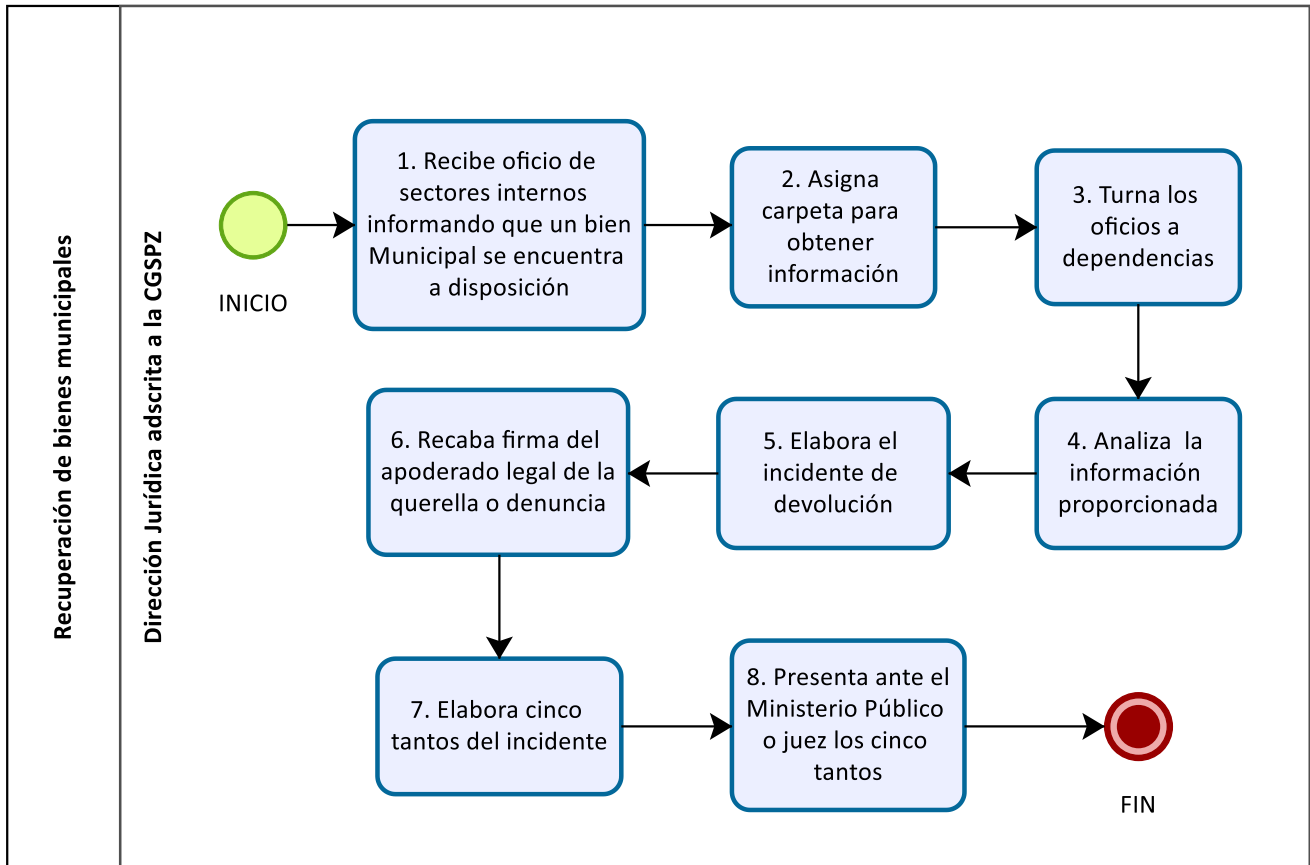 Recuperación de bienes municipales
Dirección Jurídica adscrita a la CGSPZ
INICIO
1. Recibe oficio de
sectores internos
informando que un bien
Municipal se encuentra
a disposición
2. Asigna
carpeta para
obtener
información
3. Turna los
oficios a
dependencias
4. Analiza la
información
proporcionada
5. Elabora el
incidente de
devolución
6. Recaba firma del
apoderado legal de la
querella o denuncia
7. Elabora cinco
tantos del incidente
8. Presenta ante el
Ministerio Público
o juez los cinco
tantos
FIN